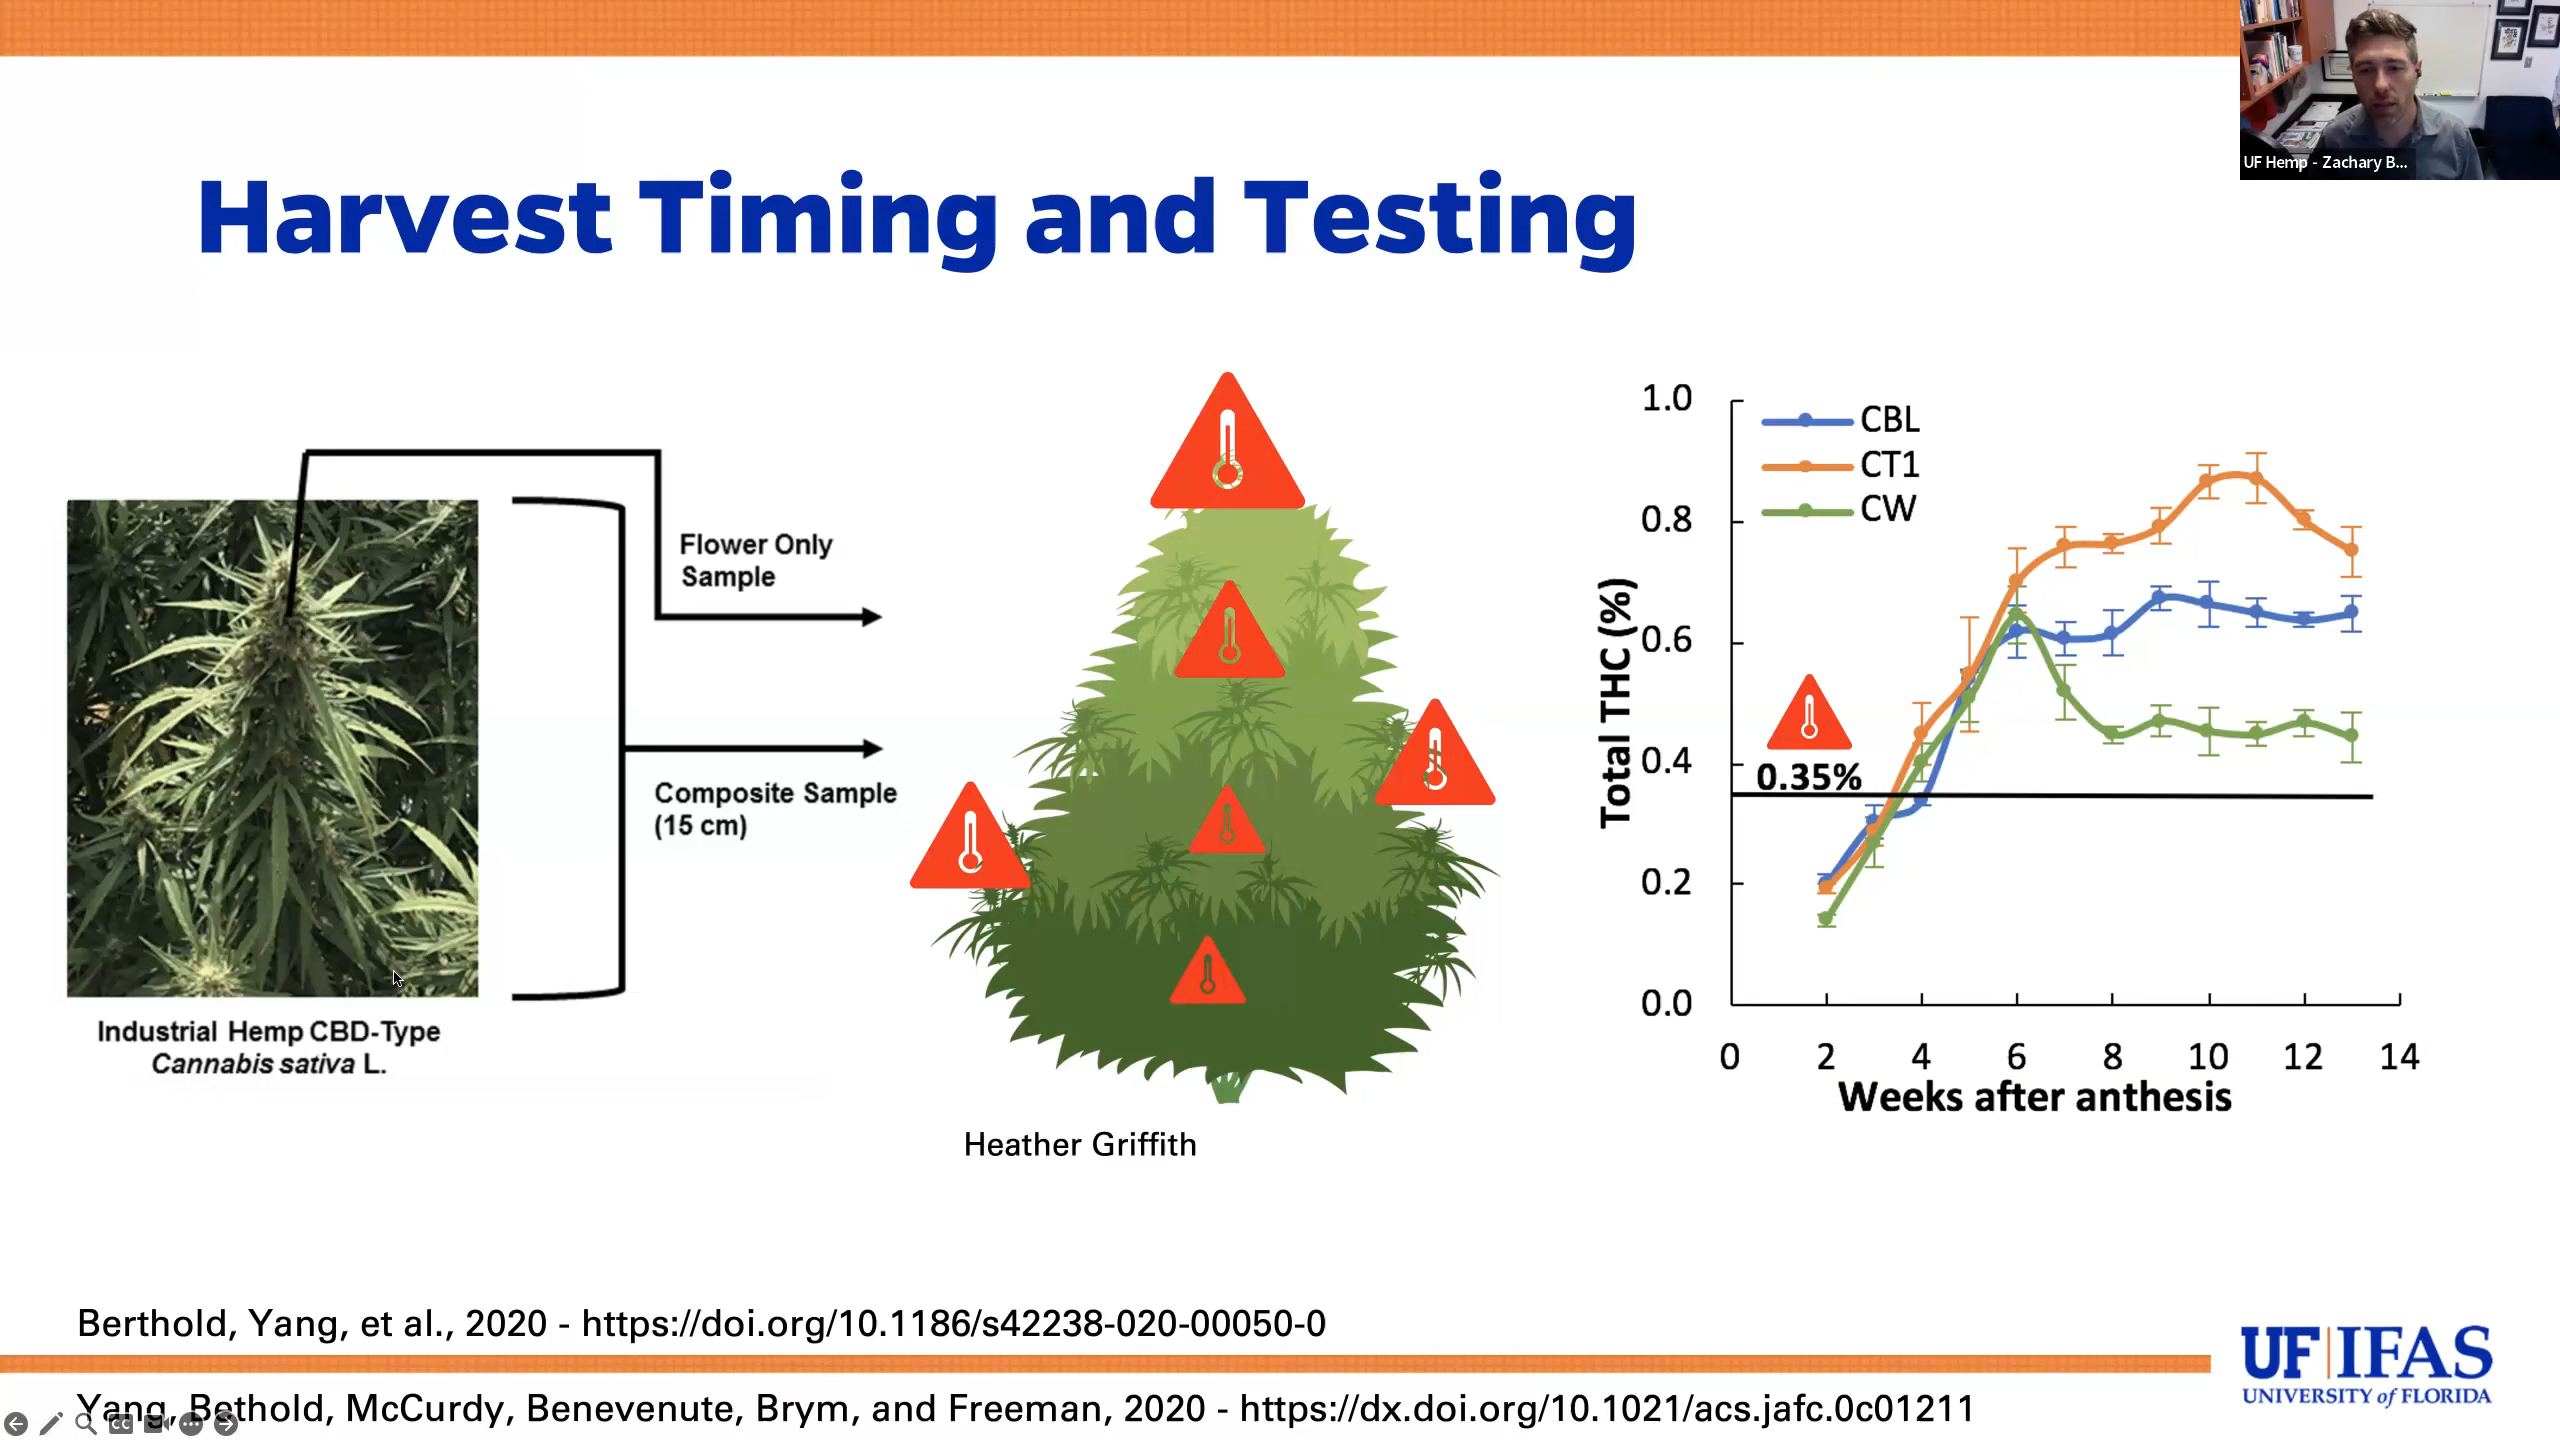 UF Hemp - Zachary B...
Harvest Timing and Testing
Flower Only
Sample
Composite Sample
(15 cm)
Industrial Hemp CBD-Type
Cannabis sativa L.
Heather Griffith
1.0
0.8
0.6
0.4
0.2
0.0
Total THC (%)
CBL
CT1
CW
0.35%
0 2 4 6 8 10 12 14
Weeks after anthesis
Berthold, Yang, et al., 2020 - https://doi.org/10.1186/s42238-020-00050-0
Yang, Bethold, McCurdy, Benevenute, Brym, and Freeman, 2020 - https://dx.doi.org/10.1021/acs.jafc.0c01211
CC
UF IFAS
UNIVERSITY of FLORIDA